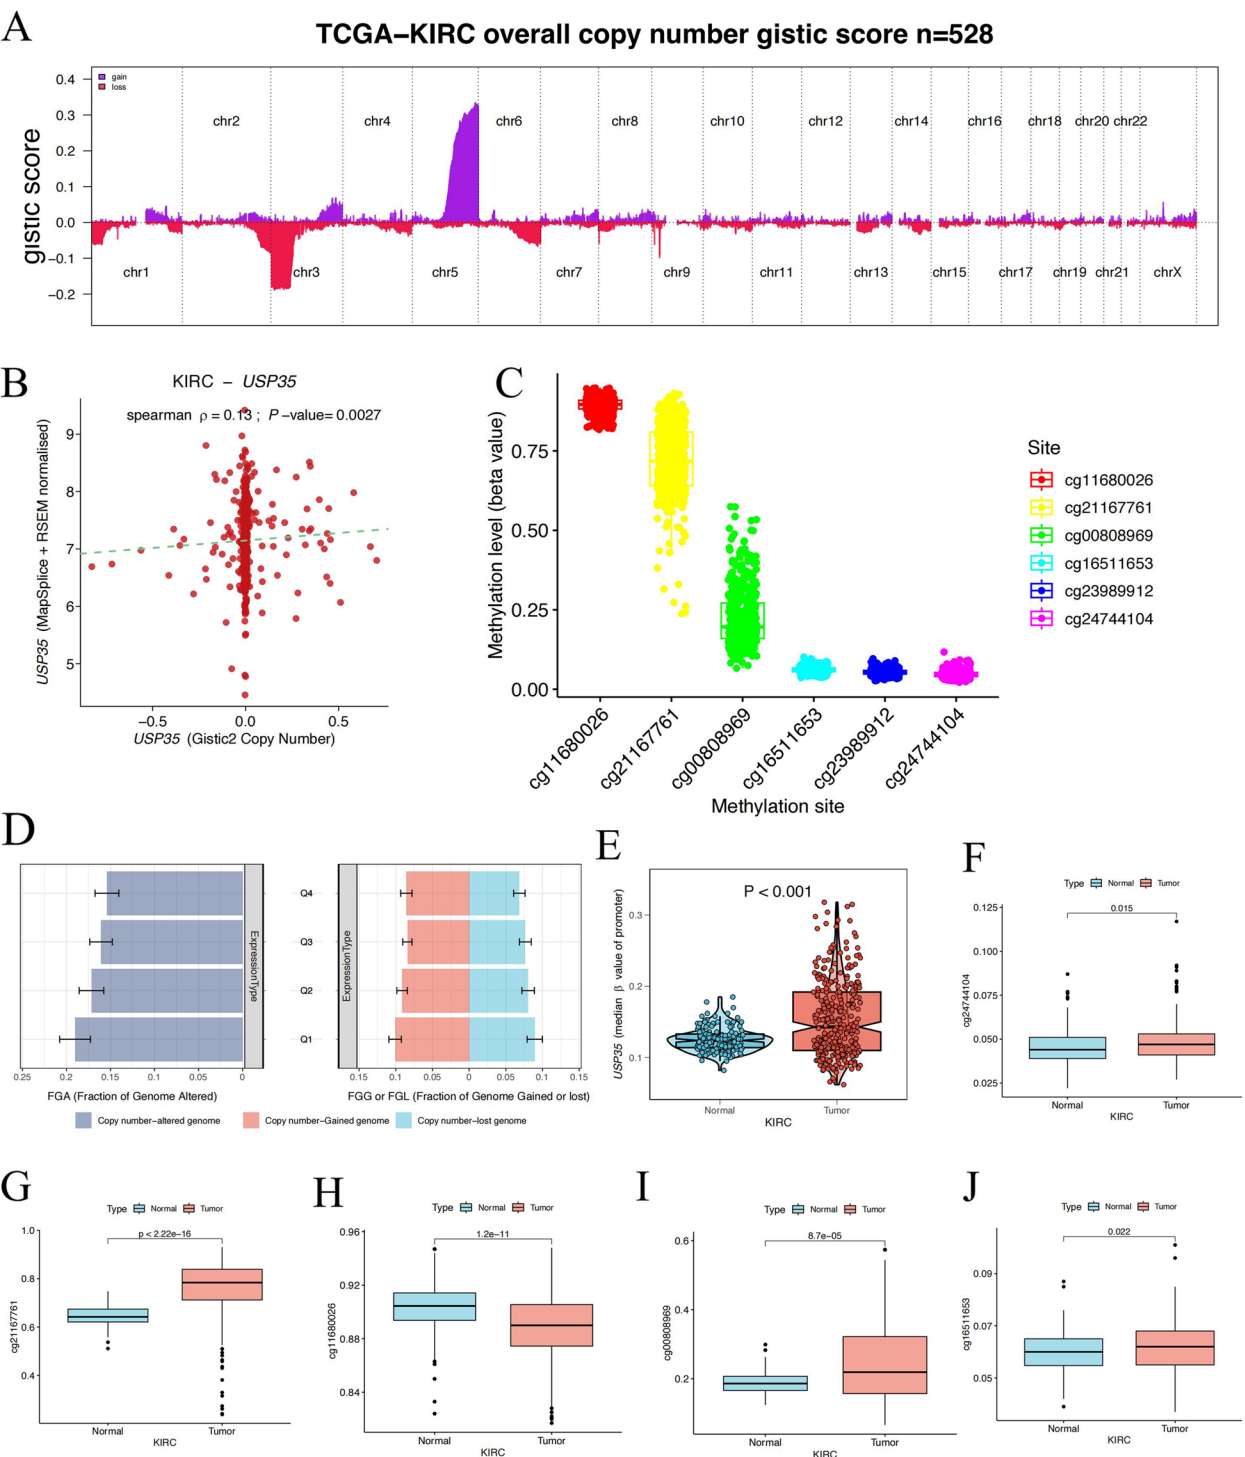 A
TCGA−KIRC overall copy number gistic score n=528
gistic score
0.4
0.3
0.2
0.1
0.0
−0.1
−0.2
gain
loss
chr2
chr4
chr6
chr8
chr10
chr12
chr14
chr16
chr18
chr20
chr22
chr1
chr3
chr5
chr7
chr9
chr11
chr13
chr15
chr17
chr19
chr21
chrX
B
KIRC − USP35
spearman ρ = 0.13 ; P −value= 0.0027
USP35 (MapSplice + RSEM normalised)
9
8
7
6
5
−0.5
0.0
0.5
USP35 (Gistic2 Copy Number)
C
Methylation level (beta value)
0.75
0.50
0.25
0.00
cg11680026
cg21167761
cg00808969
cg16511653
cg23989912
cg24744104
Methylation site
Site
cg11680026
cg21167761
cg00808969
cg16511653
cg23989912
cg24744104
D
ExpressionType
0.25
0.2
0.15
0.1
0.05
0
FGA (Fraction of Genome Altered)
Q4
Q3
Q2
Q1
ExpressionType
0.15
0.1
0.05
0
0.05
0.1
0.15
FGG or FGL (Fraction of Genome Gained or lost)
Copy number−altered genome
Copy number−Gained genome
Copy number−lost genome
E
P < 0.001
USP35 (median β value of promoter)
0.3
0.2
0.1
Normal
Tumor
KIRC
F
Type Normal Tumor
0.015
cg24744104
0.125
0.100
0.075
0.050
0.025
Normal
Tumor
KIRC
G
Type Normal Tumor
p < 2.22e−16
cg21167761
1.0
0.8
0.6
0.4
Normal
Tumor
KIRC
H
Type Normal Tumor
1.2e−11
cg11680026
0.96
0.92
0.88
0.84
Normal
Tumor
KIRC
I
Type Normal Tumor
8.7e−05
cg00808969
0.6
0.4
0.2
Normal
Tumor
KIRC
J
Type Normal Tumor
0.022
cg16511653
0.09
0.07
0.05
Normal
Tumor
KIRC